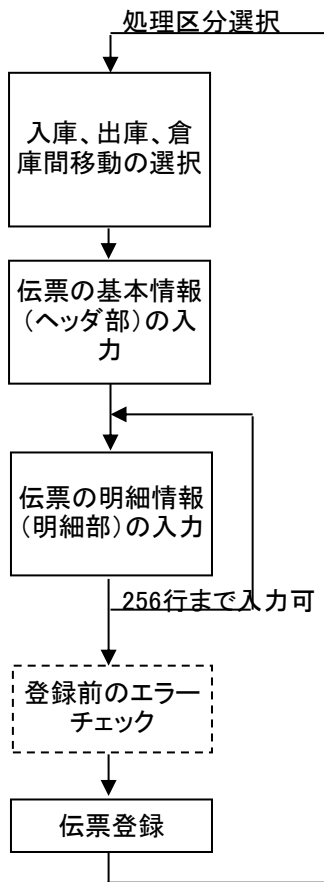 処理区分選択
入庫、出庫、倉
庫間移動の選択
伝票の基本情報
（ヘッダ部）の入
力
伝票の明細情報
（明細部）の入力
256行まで入力可
登録前のエラー
チェック
伝票登録